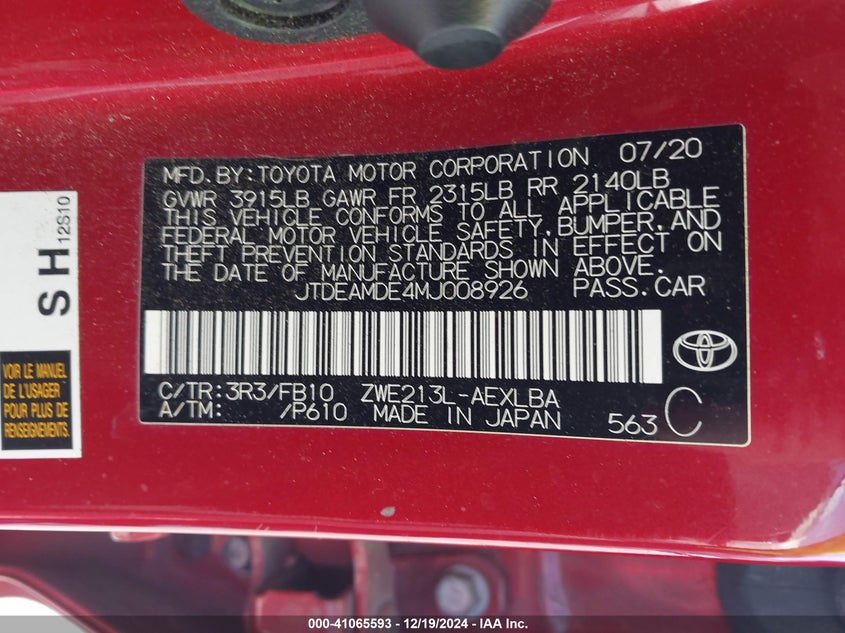 MFD. BY: TOYOTA MOTOR CORPORATION 07/20
GVWR 3915LB GAWR FR 2315LB RR 2140LB
THIS VEHICLE CONFORMS TO ALL APPLICABLE
FEDERAL MOTOR VEHICLE SAFETY, BUMPER, AND
THEFT PREVENTION STANDARDS IN EFFECT ON
THE DATE OF MANUFACTURE SHOWN ABOVE.
JTDEAMDE4MJ008926 PASS. CAR
C/TR: 3R3/FB10 ZWE213L-AEXLBA
A/TM: /P610 MADE IN JAPAN 563 C
SH
12S10
VOIR LE MANUEL
DE L'USAGER
POUR PLUS DE
RENSEIGNEMENTS.
000-41065593 — 12/19/2024 — IAA Inc.